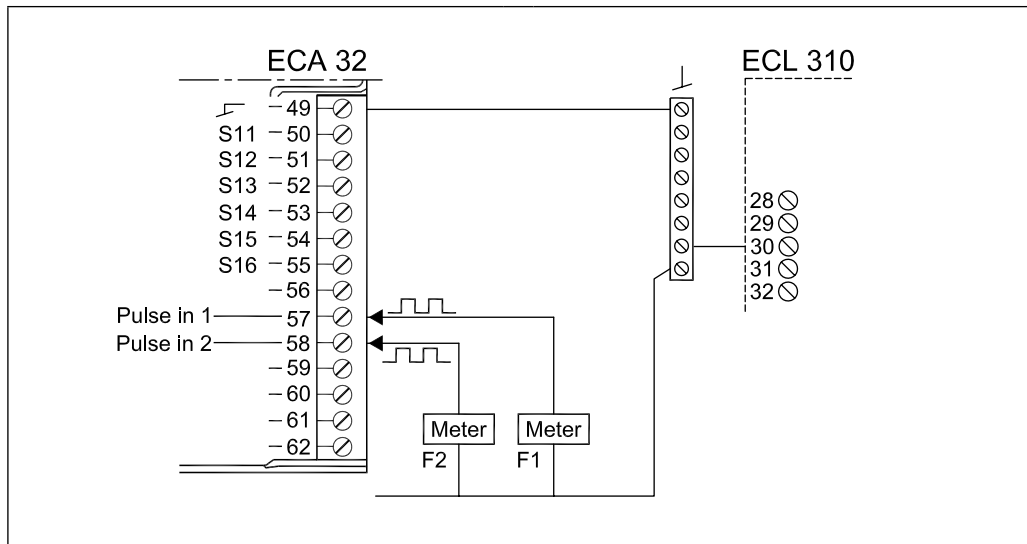 ECA 32
ECL 310
49
S11 50
S12 51
S13 52
S14 53
S15 54
S16 55
56
Pulse in 1 57
Pulse in 2 58
59
60
61
62
28
29
30
31
32
Meter Meter
F2 F1